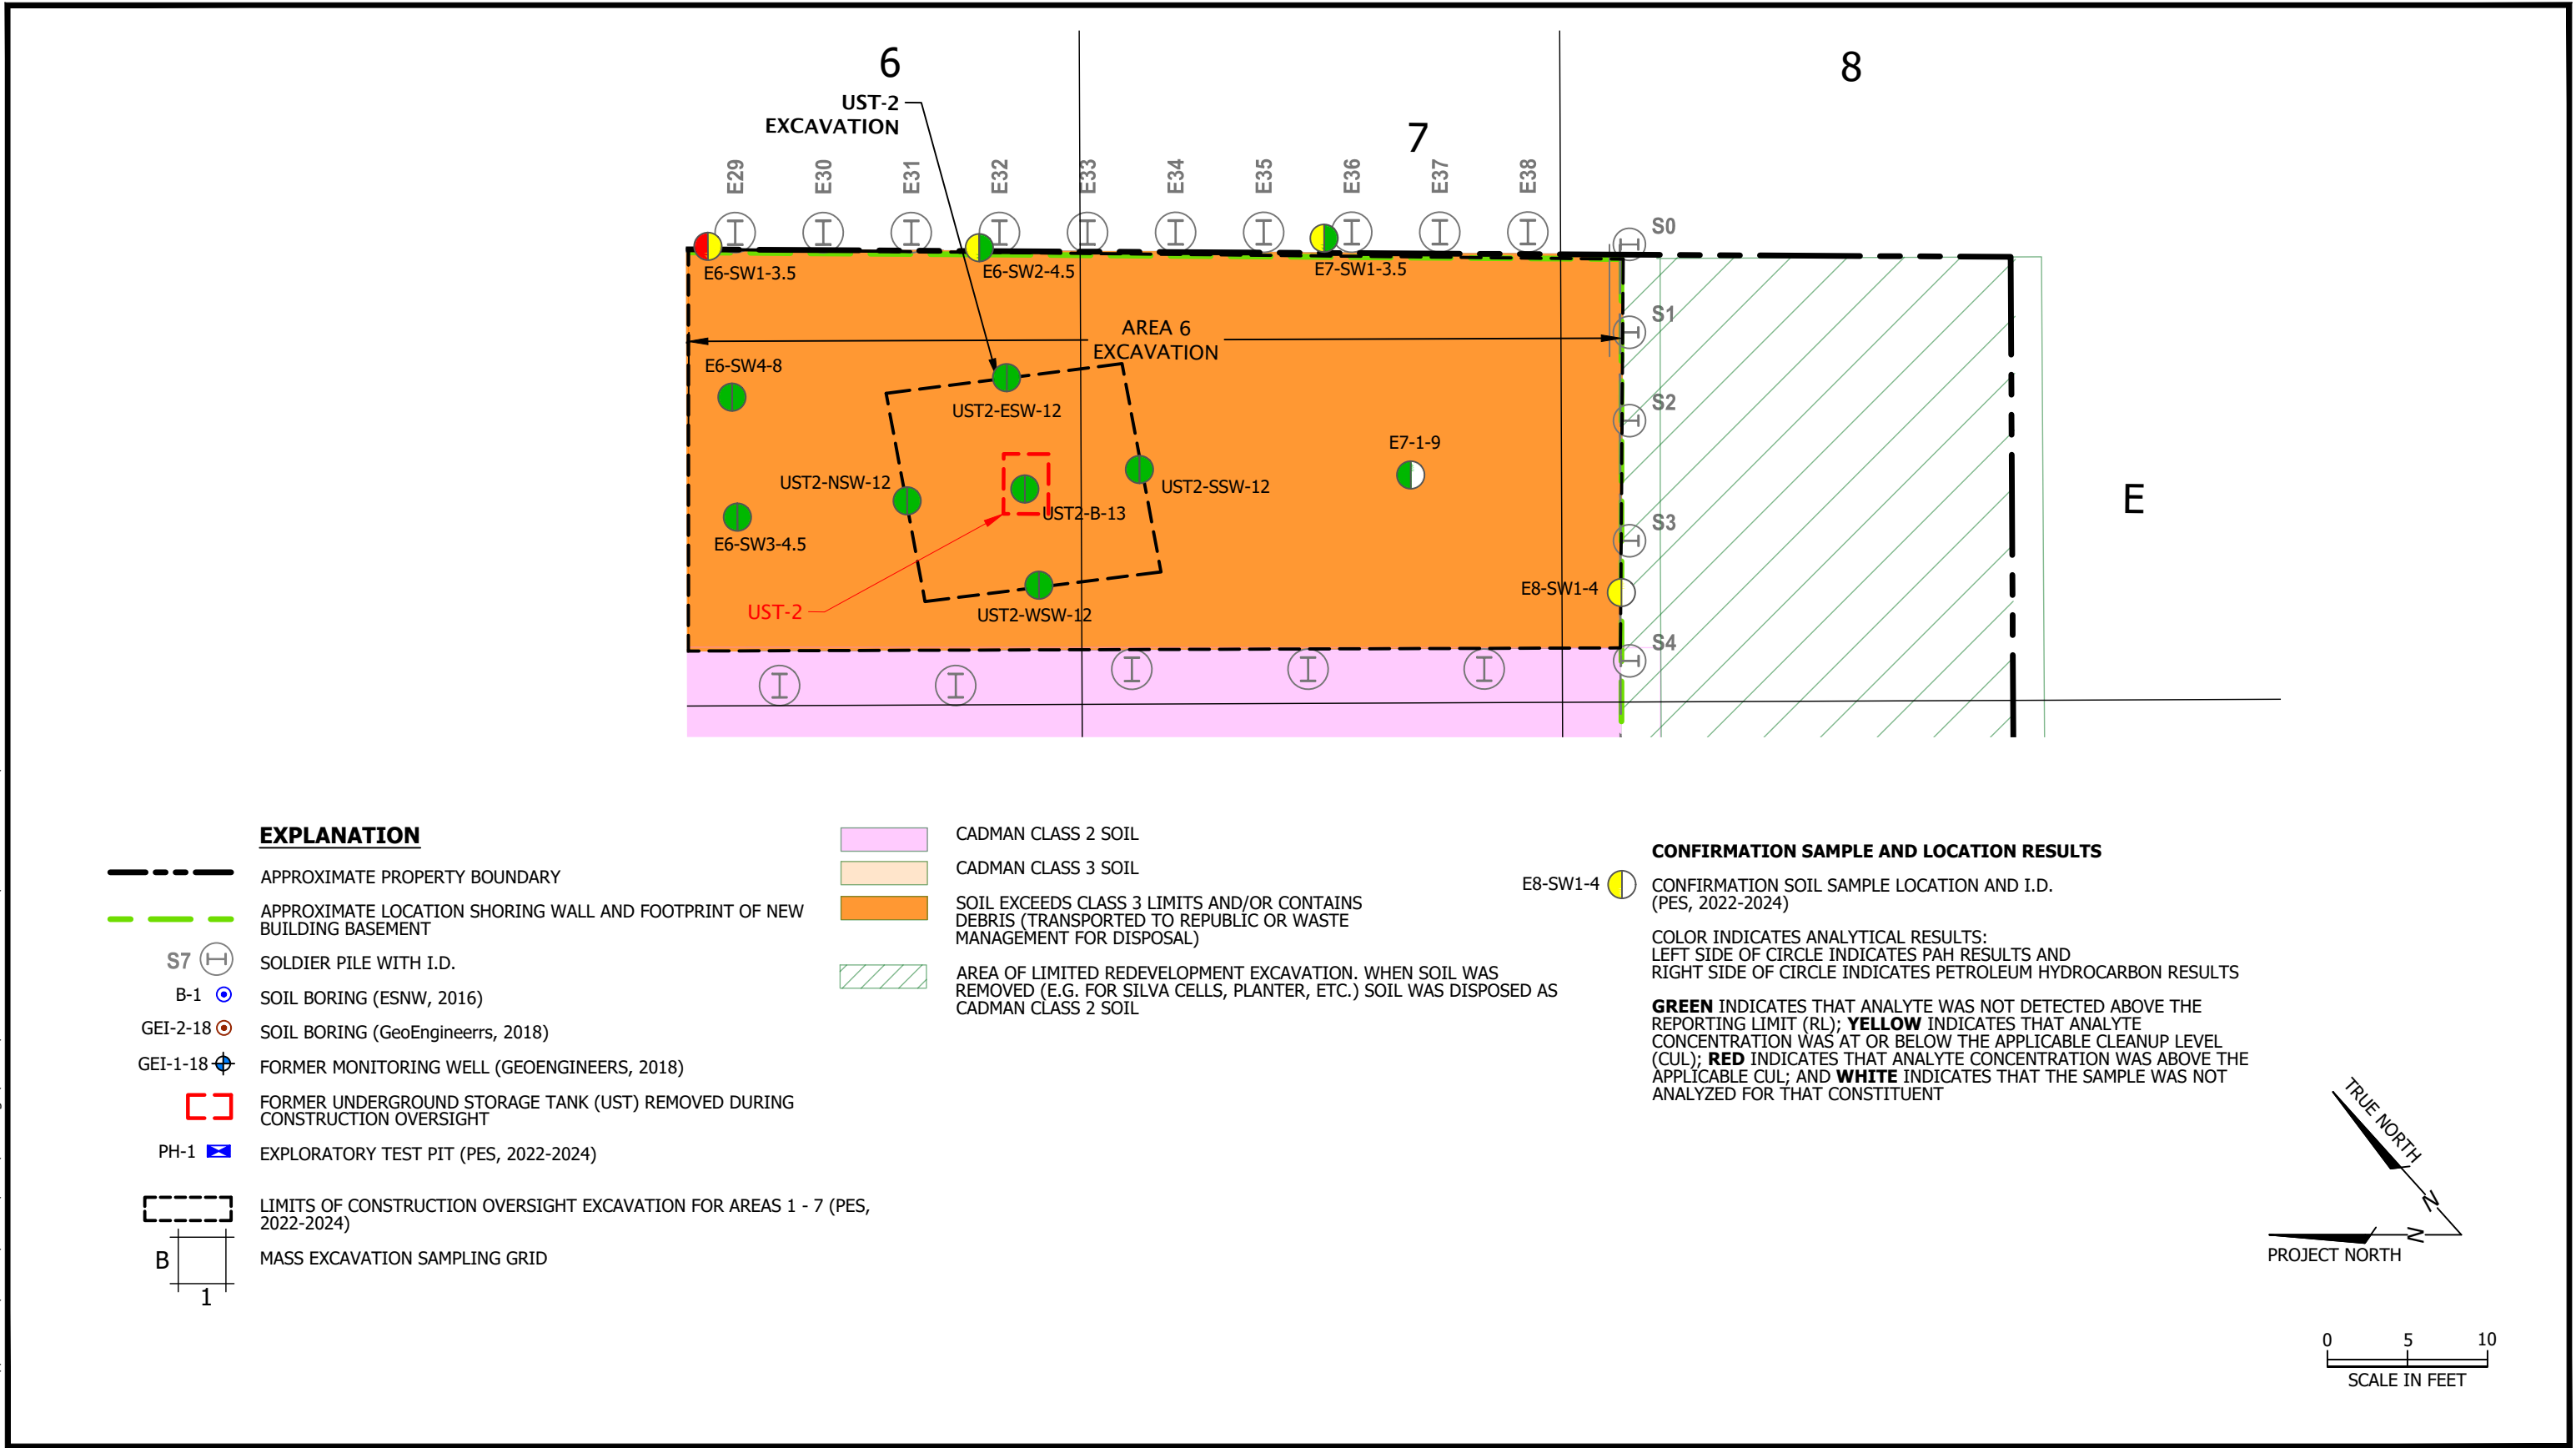 6
8
UST-2
EXCAVATION
7
E29
E30
E31
E32
E33
E34
E35
E36
E37
E38
S0
E6-SW1-3.5
E6-SW2-4.5
E7-SW1-3.5
S1
AREA 6
EXCAVATION
E6-SW4-8
S2
UST2-ESW-12
E7-1-9
UST2-NSW-12
UST2-SSW-12
E
UST2-B-13
S3
E6-SW3-4.5
E8-SW1-4
UST-2
UST2-WSW-12
S4
EXPLANATION
APPROXIMATE PROPERTY BOUNDARY
APPROXIMATE LOCATION SHORING WALL AND FOOTPRINT OF NEW
BUILDING BASEMENT
S7
SOLDIER PILE WITH I.D.
B-1
SOIL BORING (ESNW, 2016)
GEI-2-18
SOIL BORING (GeoEngineerrs, 2018)
GEI-1-18
FORMER MONITORING WELL (GEOENGINEERS, 2018)
FORMER UNDERGROUND STORAGE TANK (UST) REMOVED DURING
CONSTRUCTION OVERSIGHT
PH-1
EXPLORATORY TEST PIT (PES, 2022-2024)
LIMITS OF CONSTRUCTION OVERSIGHT EXCAVATION FOR AREAS 1 - 7 (PES,
2022-2024)
B
1
MASS EXCAVATION SAMPLING GRID
CADMAN CLASS 2 SOIL
CADMAN CLASS 3 SOIL
SOIL EXCEEDS CLASS 3 LIMITS AND/OR CONTAINS
DEBRIS (TRANSPORTED TO REPUBLIC OR WASTE
MANAGEMENT FOR DISPOSAL)
AREA OF LIMITED REDEVELOPMENT EXCAVATION. WHEN SOIL WAS
REMOVED (E.G. FOR SILVA CELLS, PLANTER, ETC.) SOIL WAS DISPOSED AS
CADMAN CLASS 2 SOIL
CONFIRMATION SAMPLE AND LOCATION RESULTS
E8-SW1-4
CONFIRMATION SOIL SAMPLE LOCATION AND I.D.
(PES, 2022-2024)
COLOR INDICATES ANALYTICAL RESULTS:
LEFT SIDE OF CIRCLE INDICATES PAH RESULTS AND
RIGHT SIDE OF CIRCLE INDICATES PETROLEUM HYDROCARBON RESULTS
GREEN INDICATES THAT ANALYTE WAS NOT DETECTED ABOVE THE
REPORTING LIMIT (RL); YELLOW INDICATES THAT ANALYTE
CONCENTRATION WAS AT OR BELOW THE APPLICABLE CLEANUP LEVEL
(CUL); RED INDICATES THAT ANALYTE CONCENTRATION WAS ABOVE THE
APPLICABLE CUL; AND WHITE INDICATES THAT THE SAMPLE WAS NOT
ANALYZED FOR THAT CONSTITUENT
TRUE NORTH
N
N
PROJECT NORTH
0 5 10
SCALE IN FEET